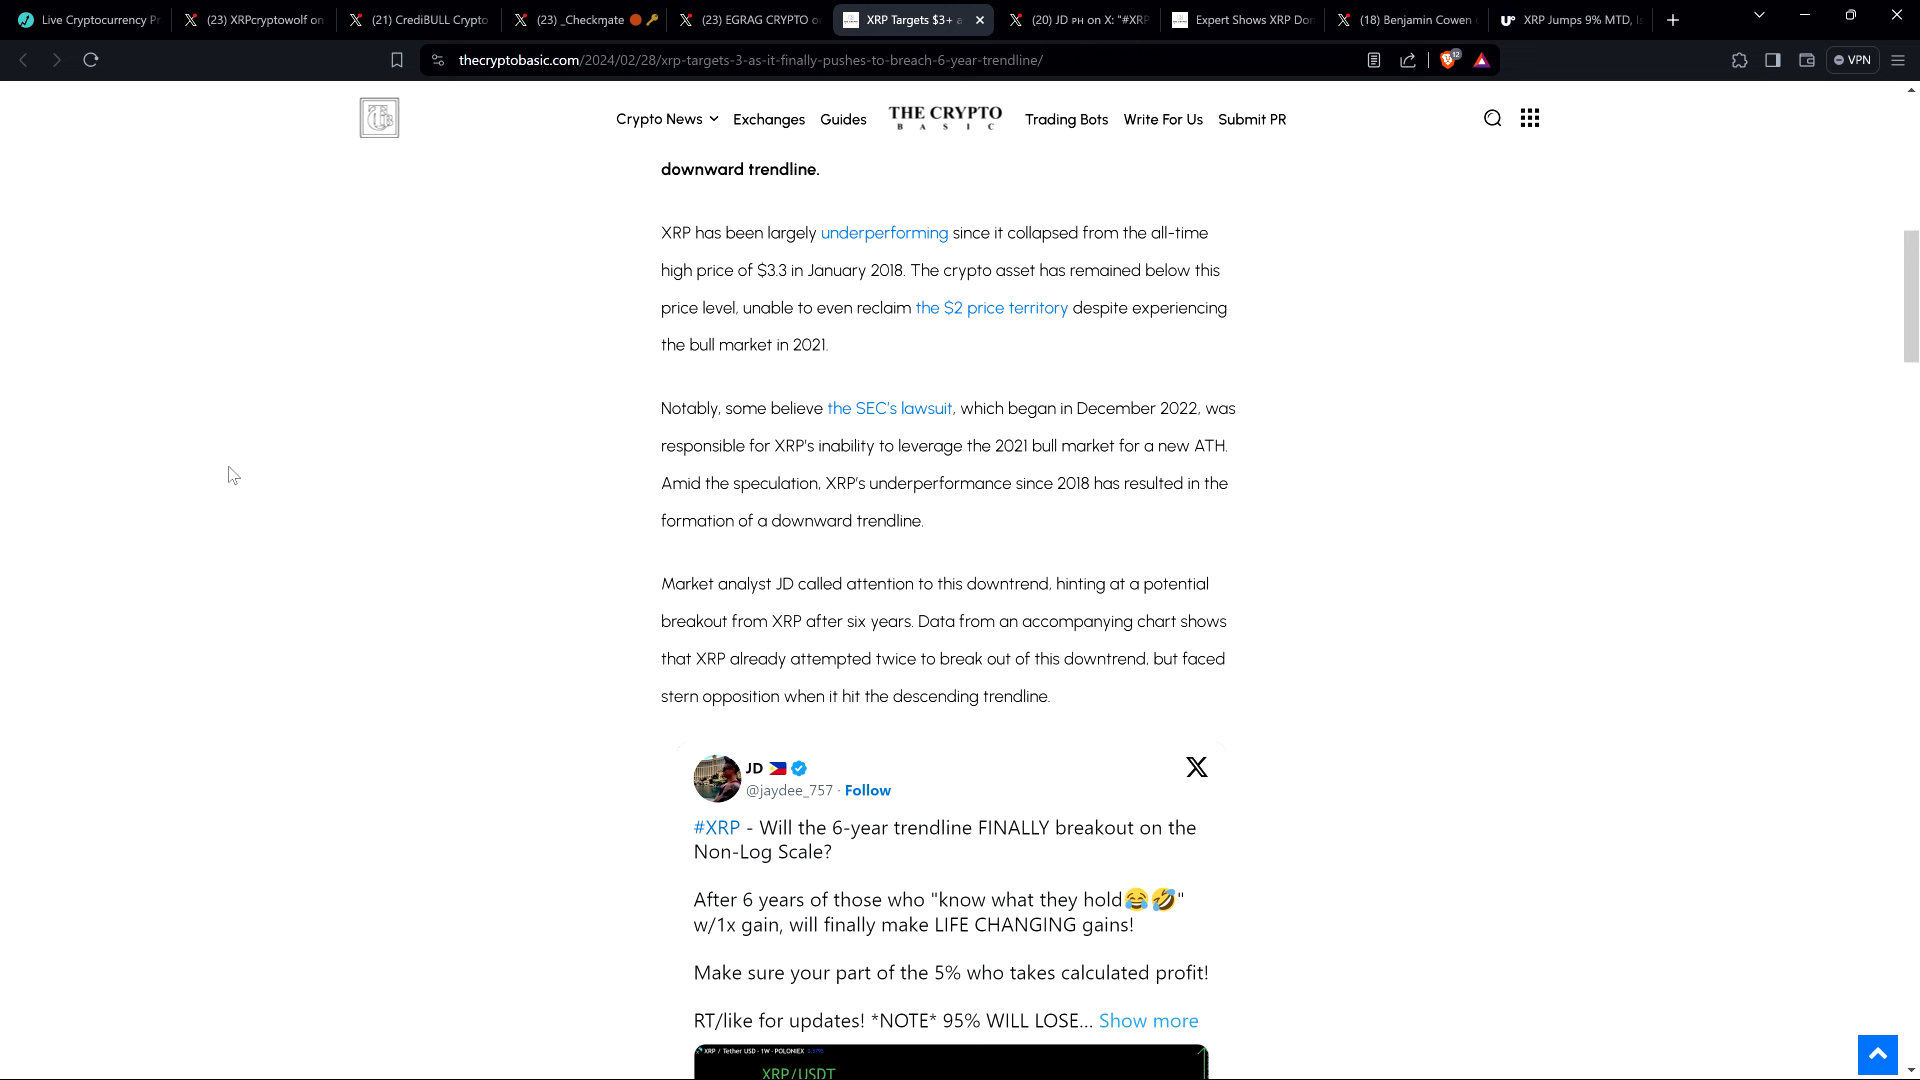 Live Cryptocurrency Pr
(23) XRPcryptowolf on
(21) CrediBULL Crypto
(23) _Checkmate 🟠 🔑
(23) EGRAG CRYPTO o
XRP Targets $3+ a
(20) JD ᴘʜ on X: "#XRP
Expert Shows XRP Don
(18) Benjamin Cowen
XRP Jumps 9% MTD, I
thecryptobasic.com/2024/02/28/xrp-targets-3-as-it-finally-pushes-to-breach-6-year-trendline/
12
VPN
Crypto News
Exchanges
Guides
THE CRYPTO
BASIC
Trading Bots
Write For Us
Submit PR
downward trendline.
XRP has been largely underperforming since it collapsed from the all-time
high price of $3.3 in January 2018. The crypto asset has remained below this
price level, unable to even reclaim the $2 price territory despite experiencing
the bull market in 2021.
Notably, some believe the SEC's lawsuit, which began in December 2022, was
responsible for XRP's inability to leverage the 2021 bull market for a new ATH.
Amid the speculation, XRP's underperformance since 2018 has resulted in the
formation of a downward trendline.
Market analyst JD called attention to this downtrend, hinting at a potential
breakout from XRP after six years. Data from an accompanying chart shows
that XRP already attempted twice to break out of this downtrend, but faced
stern opposition when it hit the descending trendline.
JD 🇵🇭
@jaydee_757 · Follow
#XRP - Will the 6-year trendline FINALLY breakout on the
Non-Log Scale?
After 6 years of those who "know what they hold😂🤣"
w/1x gain, will finally make LIFE CHANGING gains!
Make sure your part of the 5% who takes calculated profit!
RT/like for updates! *NOTE* 95% WILL LOSE... Show more
XRP / Tether USD · 1W · POLONIEX
XRP/USDT